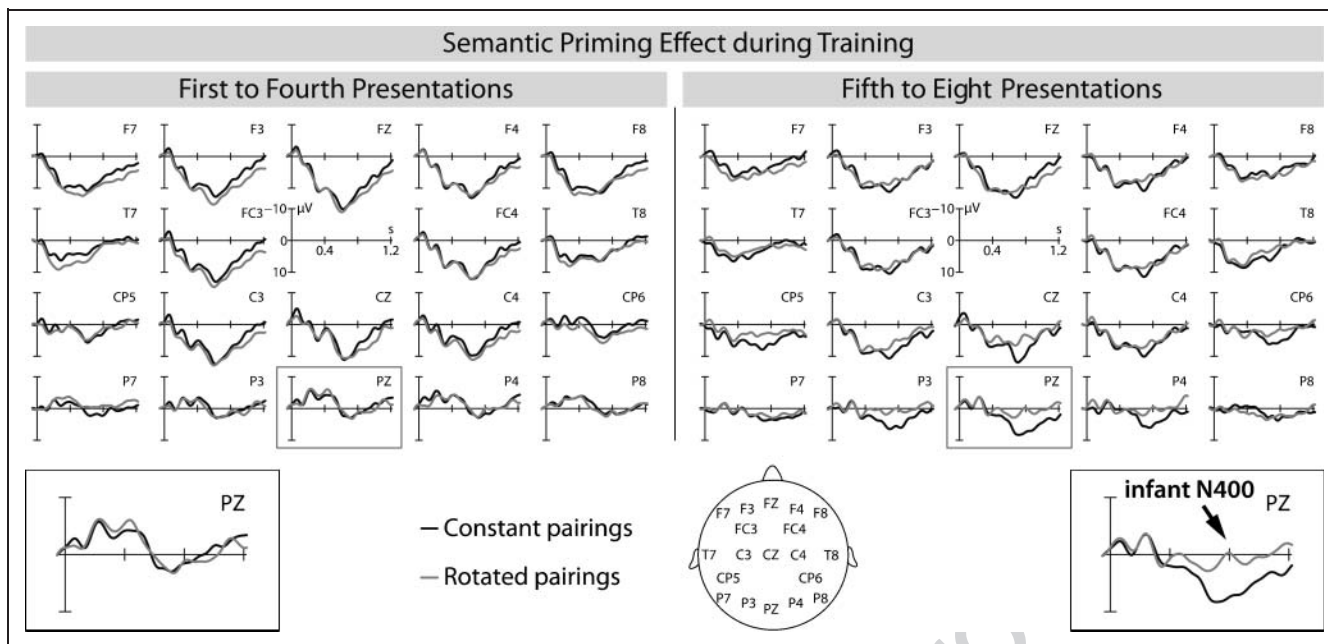 Semantic Priming Effect during Training
First to Fourth Presentations
Fifth to Eight Presentations
F7 F3 FZ F4 F8
F7 F3 FZ F4 F8
T7 FC3 −10 µV FC4 T8
T7 FC3 −10 µV FC4 T8
0 0.4 s 1.2
0 0.4 s 1.2
10
10
CP5 C3 CZ C4 CP6
CP5 C3 CZ C4 CP6
P7 P3 PZ P4 P8
P7 P3 PZ P4 P8
PZ
Constant pairings
Rotated pairings
F7 F3 FZ F4 F8
FC3 FC4
T7 C3 CZ C4 T8
CP5 CP6
P7 P3 PZ P4 P8
infant N400
PZ